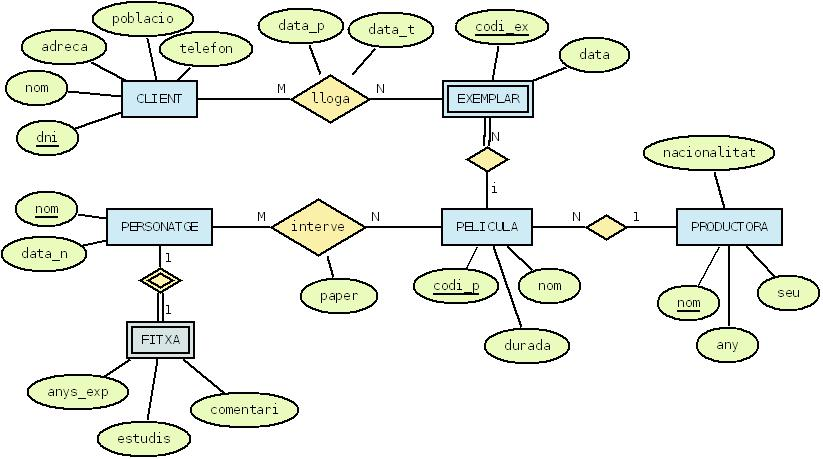 poblacio
adreca
telefon
data_p
data_t
codi_ex
data
nom
CLIENT
M
lloga
N
EXEMPLAR
dni
N
nacionalitat
i
nom
PERSONATGE
M
interve
N
PELICULA
N
1
PRODUCTORA
data_n
1
paper
codi_p
nom
nom
seu
1
FITXA
durada
any
anys_exp
comentari
estudis